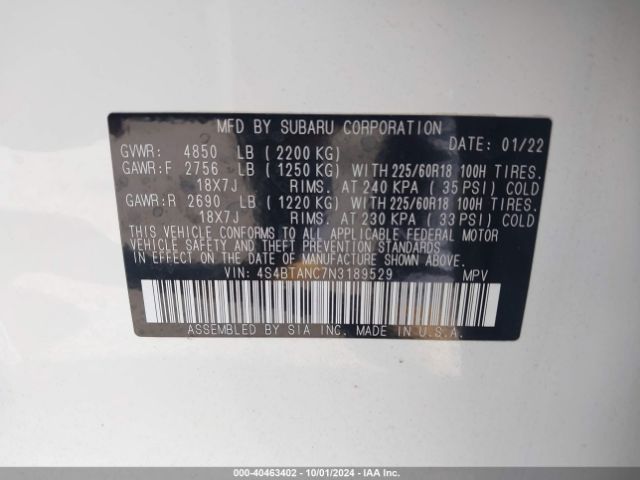 MFD BY SUBARU CORPORATION
DATE: 01/22
GVWR: 4850 LB ( 2200 KG)
GAWR:F 2756 LB ( 1250 KG) WITH 225/60R18 100H TIRES.
18X7J RIMS. AT 240 KPA ( 35 PSI) COLD
GAWR:R 2690 LB ( 1220 KG) WITH 225/60R18 100H TIRES.
18X7J RIMS. AT 230 KPA ( 33 PSI) COLD
THIS VEHICLE CONFORMS TO ALL APPLICABLE FEDERAL MOTOR
VEHICLE SAFETY AND THEFT PREVENTION STANDARDS
IN EFFECT ON THE DATE OF MANUFACTURE SHOWN ABOVE.
VIN: 4S4BTANC7N3189529 MPV
ASSEMBLED BY SIA INC. MADE IN U.S.A.
000-40463402 - 10/01/2024 - IAA Inc.